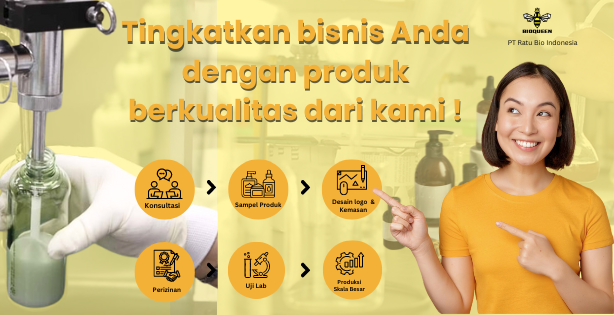 Tingkatkan bisnis Anda
dengan produk
berkualitas dari kami !
BIOQUEEN
PT Ratu Bio Indonesia
Konsultasi
Sampel Produk
Desain logo &
Kemasan
Perizinan
Uji Lab
Produksi
Skala Besar